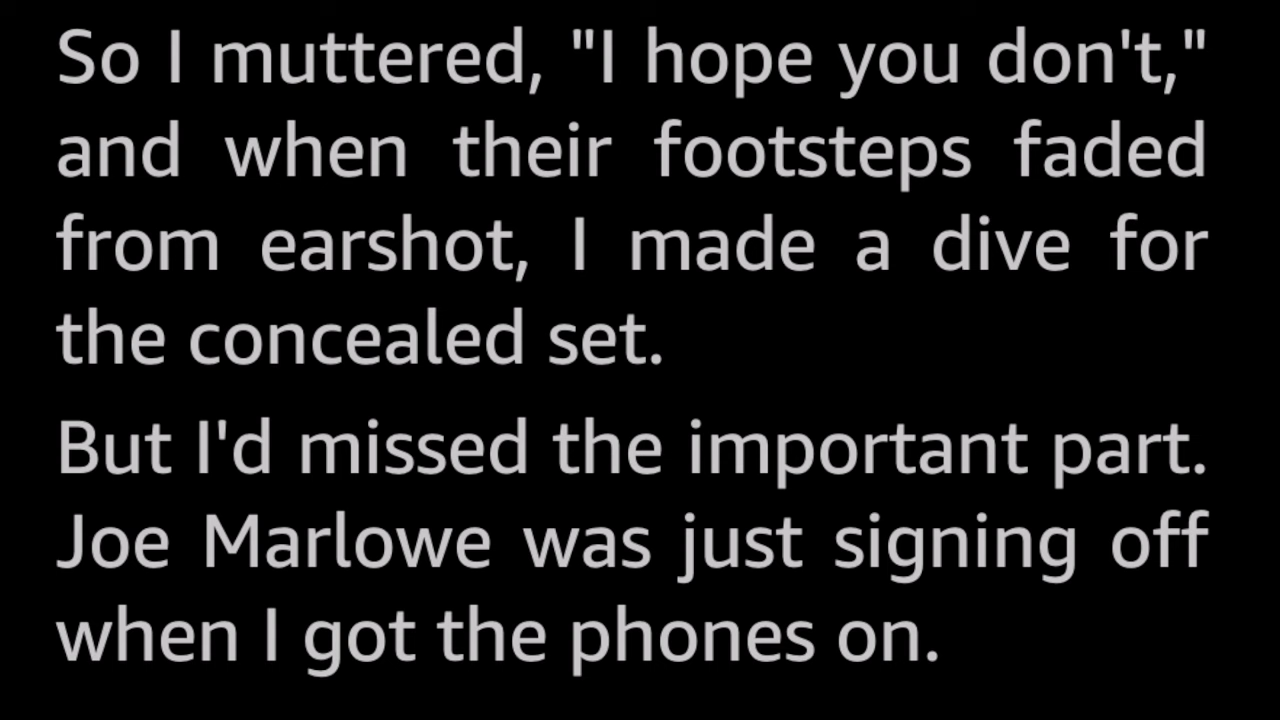 So I muttered, "I hope you don't,"
and when their footsteps faded
from earshot, I made a dive for
the concealed set.
But I'd missed the important part.
Joe Marlowe was just signing off
when I got the phones on.